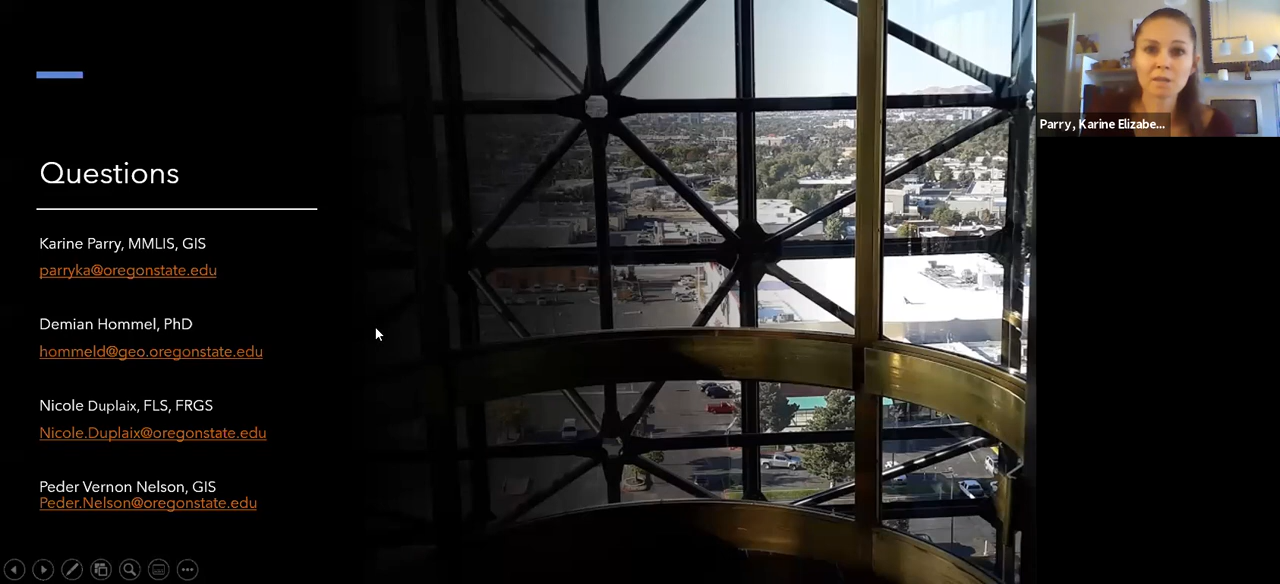 Questions
Karine Parry, MMLIS, GIS
parryka@oregonstate.edu
Demian Hommel, PhD
hommeld@geo.oregonstate.edu
Nicole Duplaix, FLS, FRGS
Nicole.Duplaix@oregonstate.edu
Peder Vernon Nelson, GIS
Peder.Nelson@oregonstate.edu
Parry, Karine Elizabe...